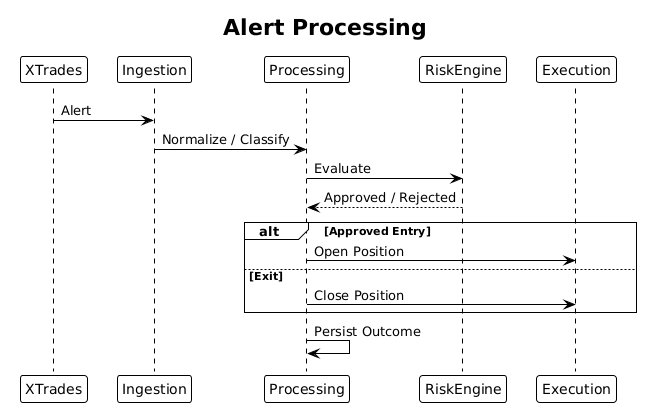 Alert Processing
XTrades Ingestion Processing RiskEngine Execution
Alert
Normalize / Classify
Evaluate
Approved / Rejected
alt [Approved Entry]
Open Position
[Exit]
Close Position
Persist Outcome
XTrades Ingestion Processing RiskEngine Execution